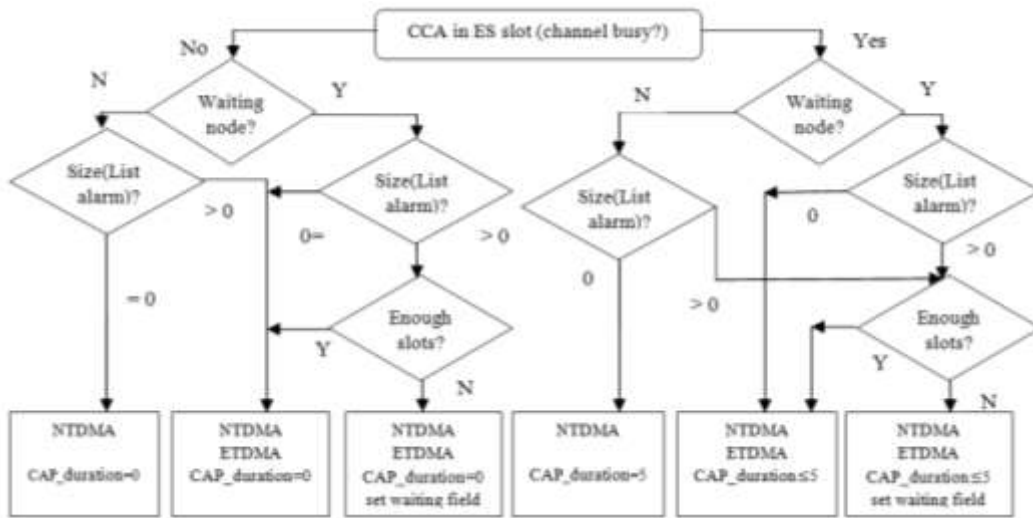 CCA in ES slot (channel busy?)
No
Yes
N
Waiting
node?
Y
N
Waiting
node?
Y
Size(List
alarm)?
> 0
Size(List
alarm)?
0=
> 0
Size(List
alarm)?
0
> 0
Size(List
alarm)?
0
> 0
= 0
Enough
slots?
Y
N
Enough
slots?
Y
N
NTDMA
CAP_duration=0
NTDMA
ETDMA
CAP_duration=0
NTDMA
ETDMA
CAP_duration=0
set waiting field
NTDMA
CAP_duration=5
NTDMA
ETDMA
CAP_duration≤5
NTDMA
ETDMA
CAP_duration≤5
set waiting field